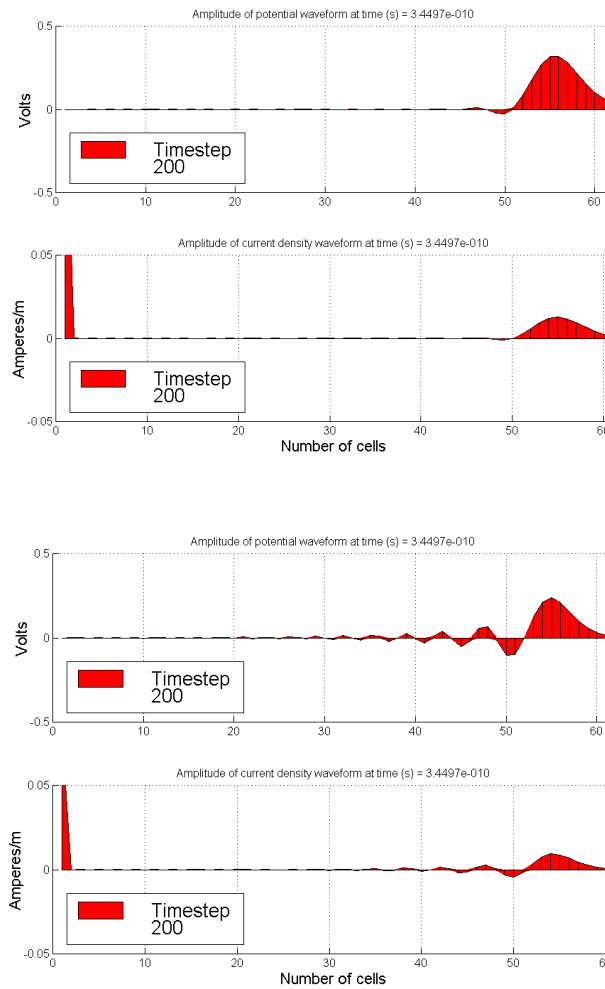 Amplitude of potential waveform at time (s) = 3.4497e-010
0.5
0
-0.5
Volts
Timestep
200
0 10 20 30 40 50 60
Amplitude of current density waveform at time (s) = 3.4497e-010
0.05
0
-0.05
Amperes/m
Timestep
200
0 10 20 30 40 50 60
Number of cells
Amplitude of potential waveform at time (s) = 3.4497e-010
0.5
0
-0.5
Volts
Timestep
200
0 10 20 30 40 50 60
Amplitude of current density waveform at time (s) = 3.4497e-010
0.05
0
-0.05
Amperes/m
Timestep
200
0 10 20 30 40 50 60
Number of cells